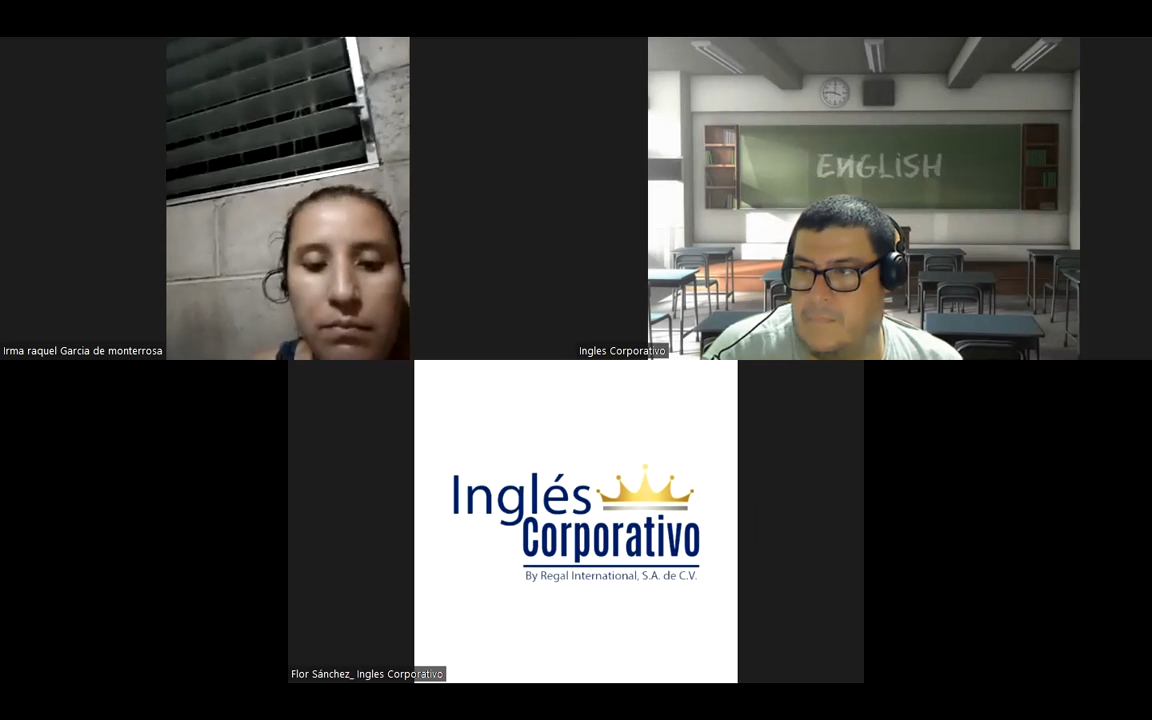 ENGLISH
Irma raquel Garcia de monterrosa
Ingles Corporativo
Inglés
Corporativo
By Regal International, S.A. de C.V.
Flor Sánchez_ Ingles Corporativo